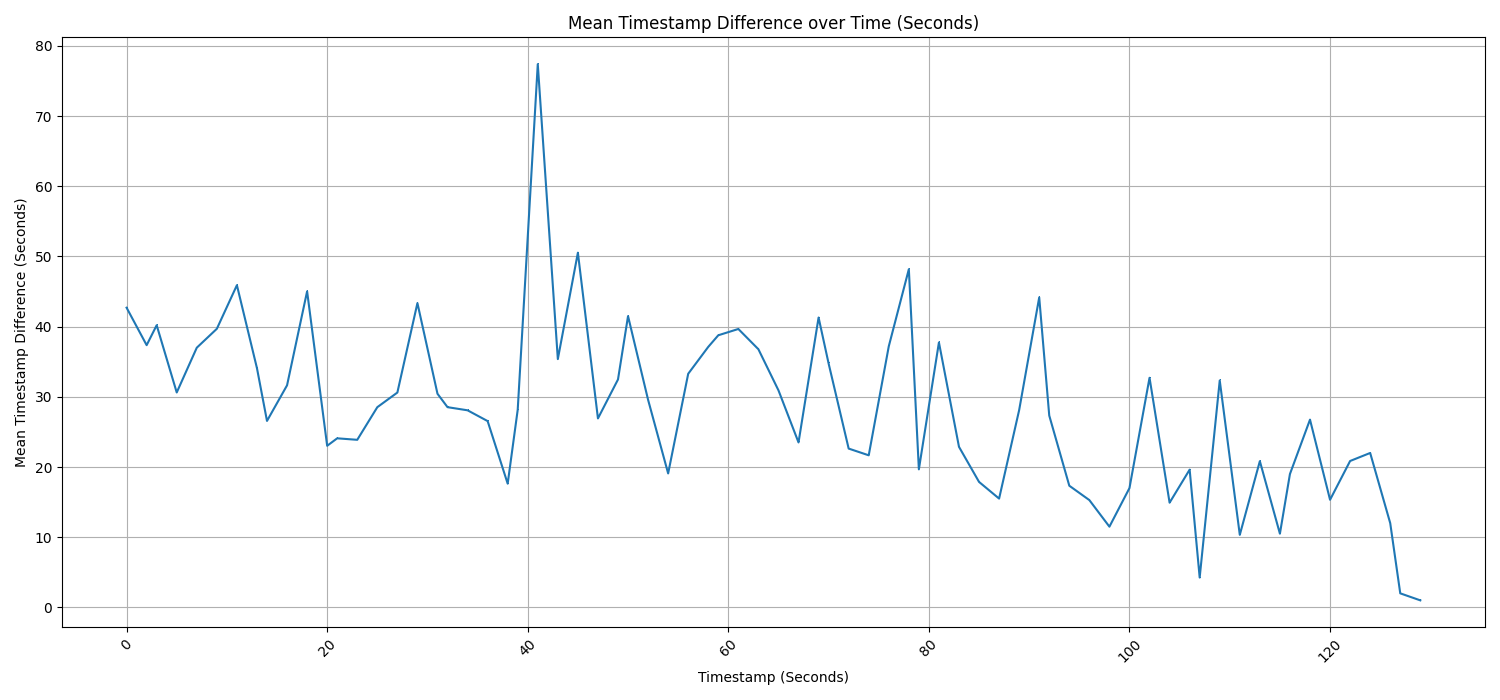 Mean Timestamp Difference over Time (Seconds)
Mean Timestamp Difference (Seconds)
80
70
60
50
40
30
20
10
0
0 20 40 60 80 100 120
Timestamp (Seconds)